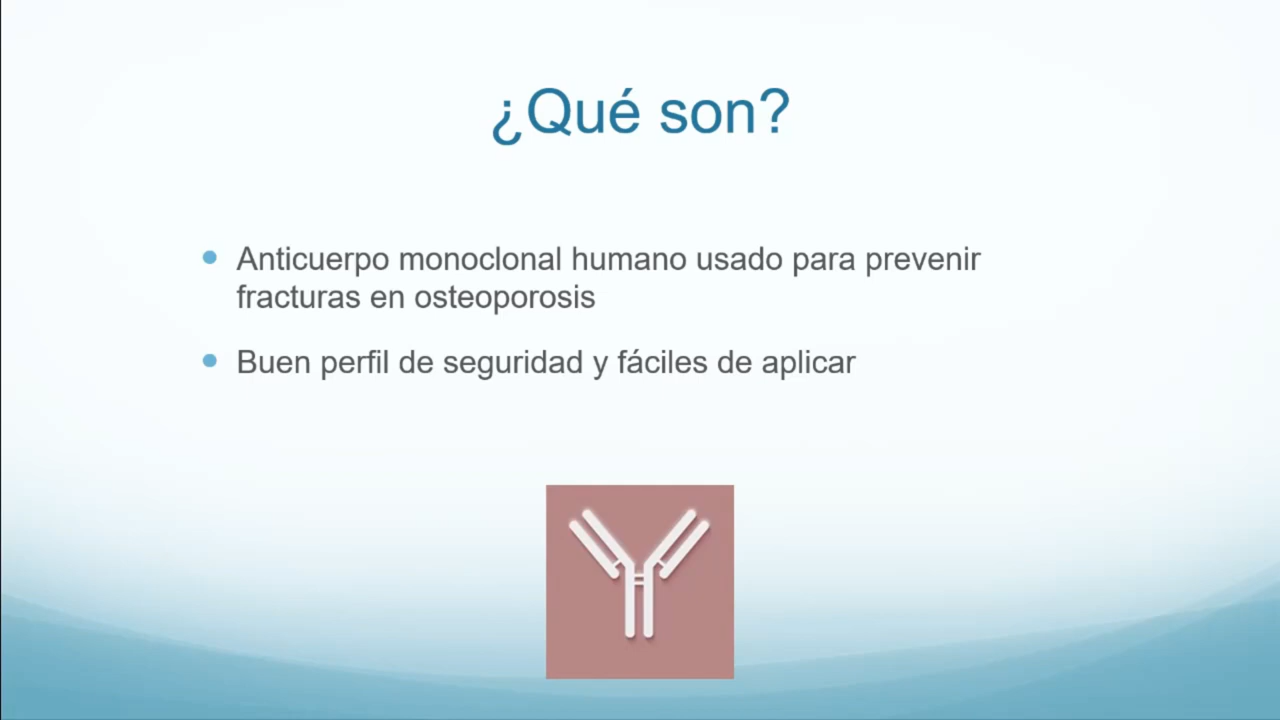 ¿Qué son?
Anticuerpo monoclonal humano usado para prevenir
fracturas en osteoporosis
Buen perfil de seguridad y fáciles de aplicar